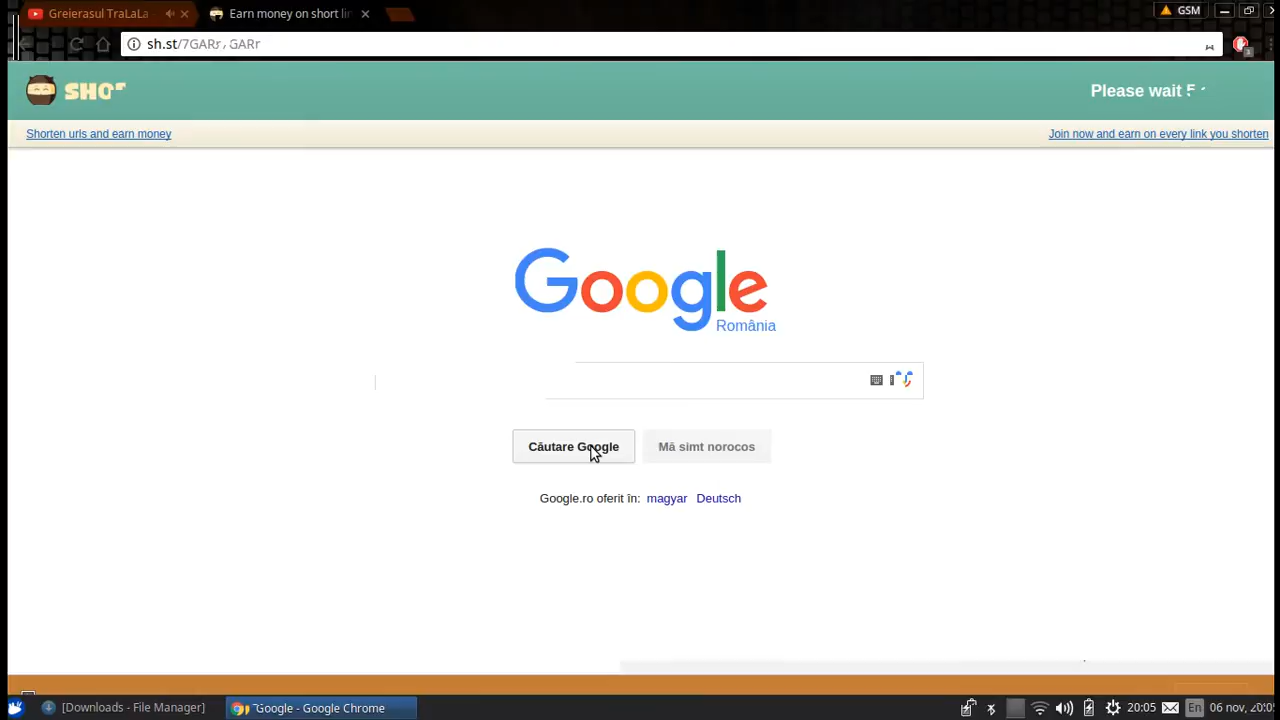 Greierasul TraLaLa
Earn money on short li
GSM
sh.st/7GARr
Please wait
Shorten urls and earn money
Join now and earn on every link you shorten
Google
România
Căutare Google
Mă simt norocos
Google.ro oferit în: magyar Deutsch
[Downloads - File Manager]
Google - Google Chrome
20:05
En
06 nov, 20:05